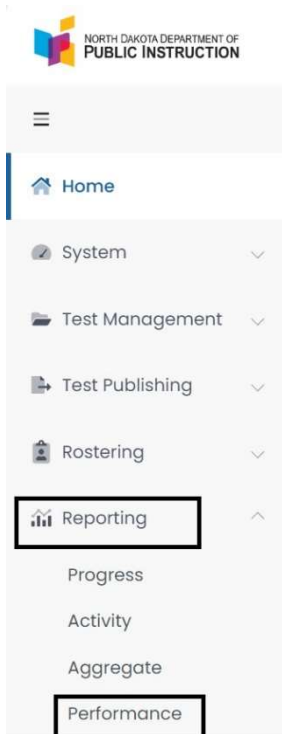 NORTH DAKOTA DEPARTMENT OF
PUBLIC INSTRUCTION
Home
System
Test Management
Test Publishing
Rostering
Reporting
Progress
Activity
Aggregate
Performance